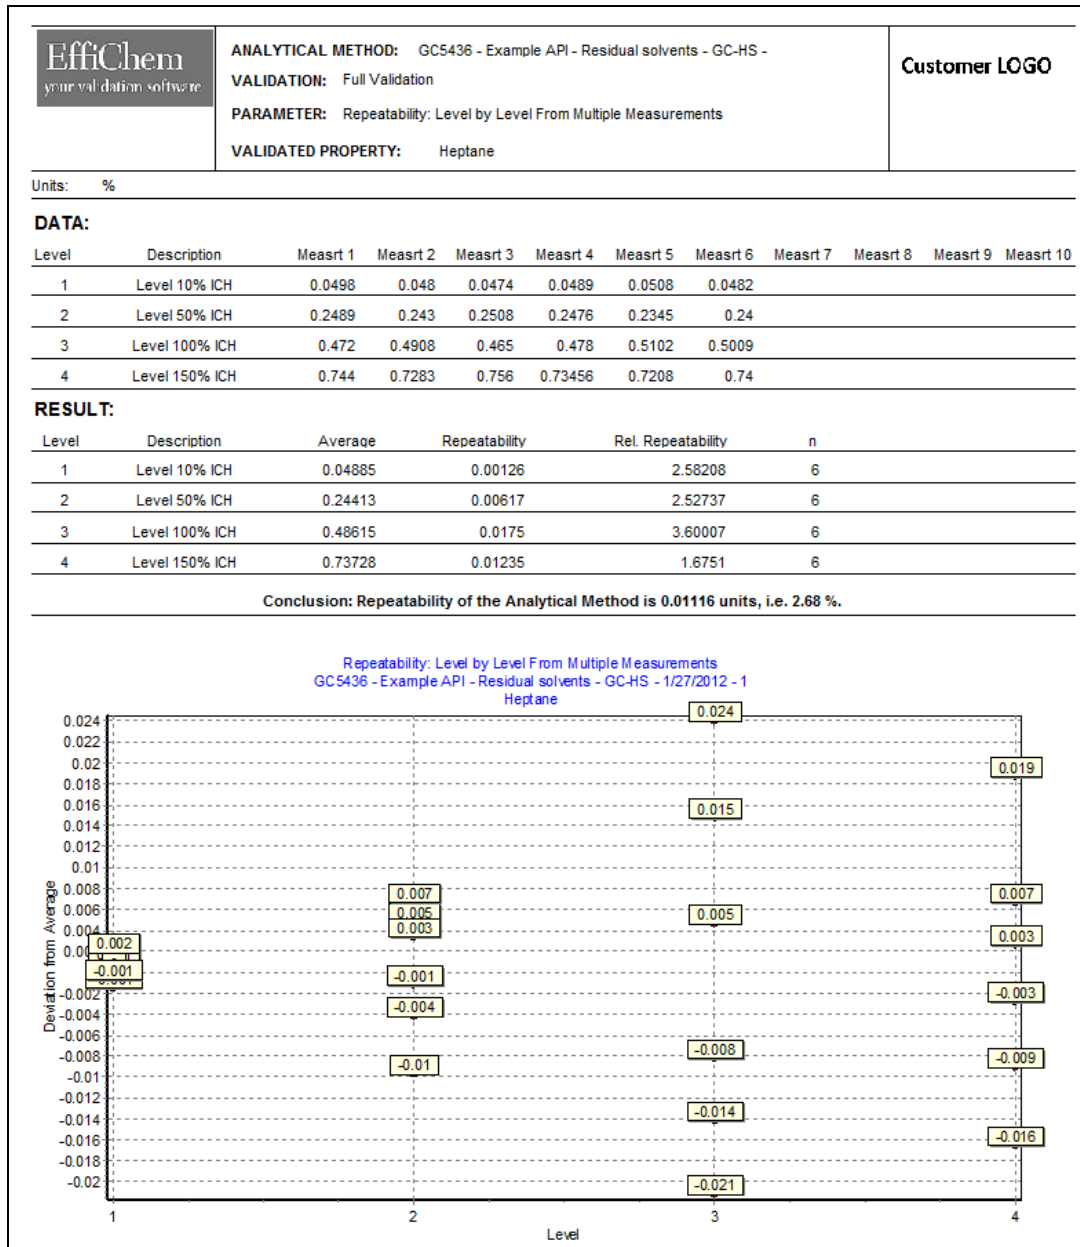 EffiChem
your validation software
ANALYTICAL METHOD: GC5436 - Example API - Residual solvents - GC-HS -
VALIDATION: Full Validation
PARAMETER: Repeatability: Level by Level From Multiple Measurements
VALIDATED PROPERTY: Heptane
Customer LOGO
Units: %
DATA:
Level Description Measrt 1 Measrt 2 Measrt 3 Measrt 4 Measrt 5 Measrt 6 Measrt 7 Measrt 8 Measrt 9 Measrt 10
1 Level 10% ICH 0.0498 0.048 0.0474 0.0489 0.0508 0.0482
2 Level 50% ICH 0.2489 0.243 0.2508 0.2476 0.2345 0.24
3 Level 100% ICH 0.472 0.4908 0.465 0.478 0.5102 0.5009
4 Level 150% ICH 0.744 0.7283 0.756 0.73456 0.7208 0.74
RESULT:
Level Description Average Repeatability Rel. Repeatability n
1 Level 10% ICH 0.04885 0.00126 2.58208 6
2 Level 50% ICH 0.24413 0.00617 2.52737 6
3 Level 100% ICH 0.48615 0.0175 3.60007 6
4 Level 150% ICH 0.73728 0.01235 1.6751 6
Conclusion: Repeatability of the Analytical Method is 0.01116 units, i.e. 2.68 %.
Repeatability: Level by Level From Multiple Measurements
GC5436 - Example API - Residual solvents - GC-HS - 1/27/2012 - 1
Heptane
Deviation from Average
0.024
0.022
0.02
0.018
0.016
0.014
0.012
0.01
0.008
0.006
0.004
-0.002
-0.004
-0.006
-0.008
-0.01
-0.012
-0.014
-0.016
-0.018
-0.02
0.002
-0.001
0.007
0.005
0.003
-0.001
-0.004
-0.01
0.024
0.015
0.005
-0.008
-0.014
-0.021
0.019
0.007
0.003
-0.003
-0.009
-0.016
1 2 3 4
Level